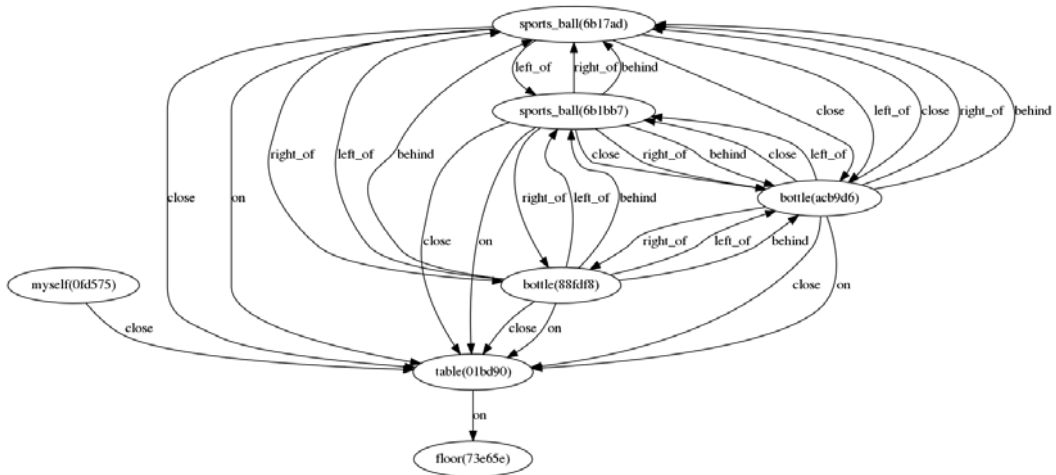 sports_ball(6b17ad)
left_of
right_of
behind
sports_ball(6b1bb7)
close
left_of
close
right_of
behind
right_of
left_of
behind
close
right_of
behind
close
left_of
bottle(acb9d6)
close
on
close
on
right_of
left_of
behind
right_of
left_of
behind
myself(0fd575)
bottle(88fdf8)
close
on
close
close
on
table(01bd90)
on
floor(73e65e)